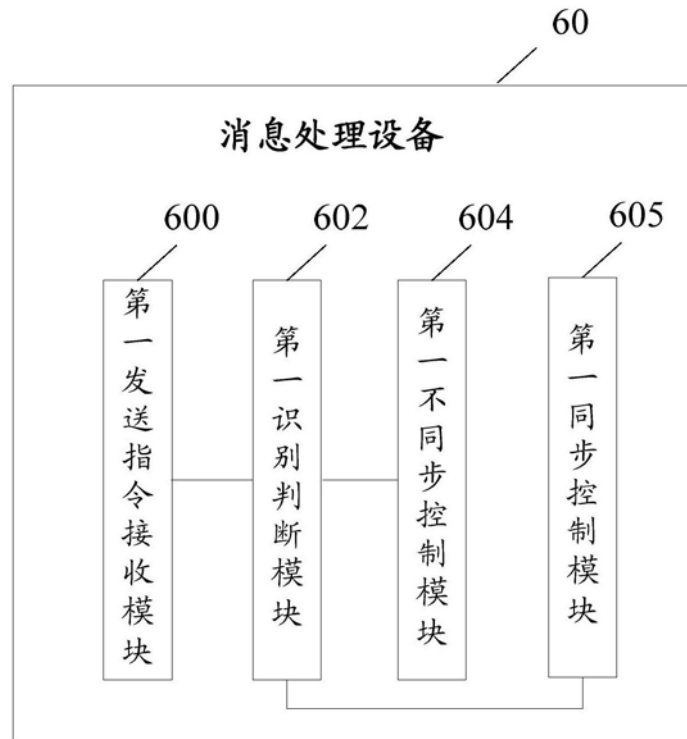 60
消息处理设备
600
602
604
605
第一发送指令接收模块
第一识别判断模块
第一不同步控制模块
第一同步控制模块